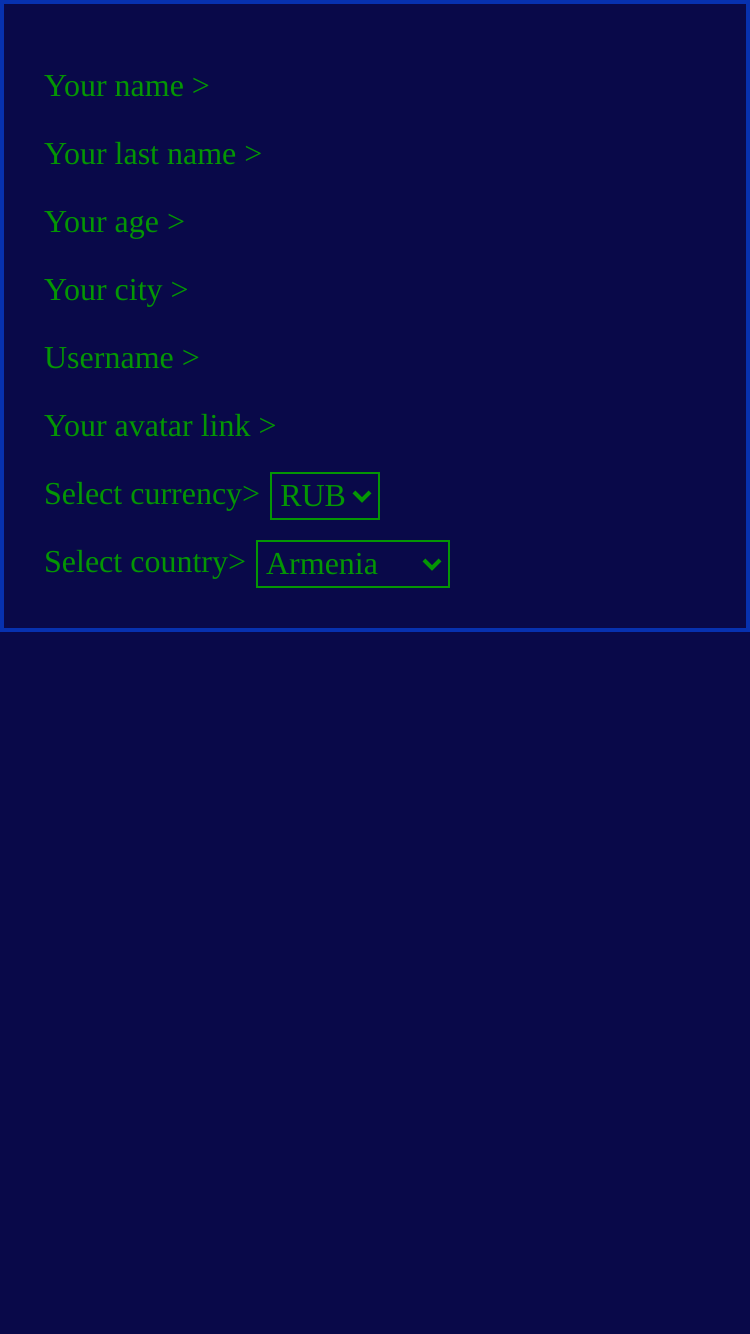 Your name >
Your last name >
Your age >
Your city >
Username >
Your avatar link >
Select currency> RUB
Select country> Armenia